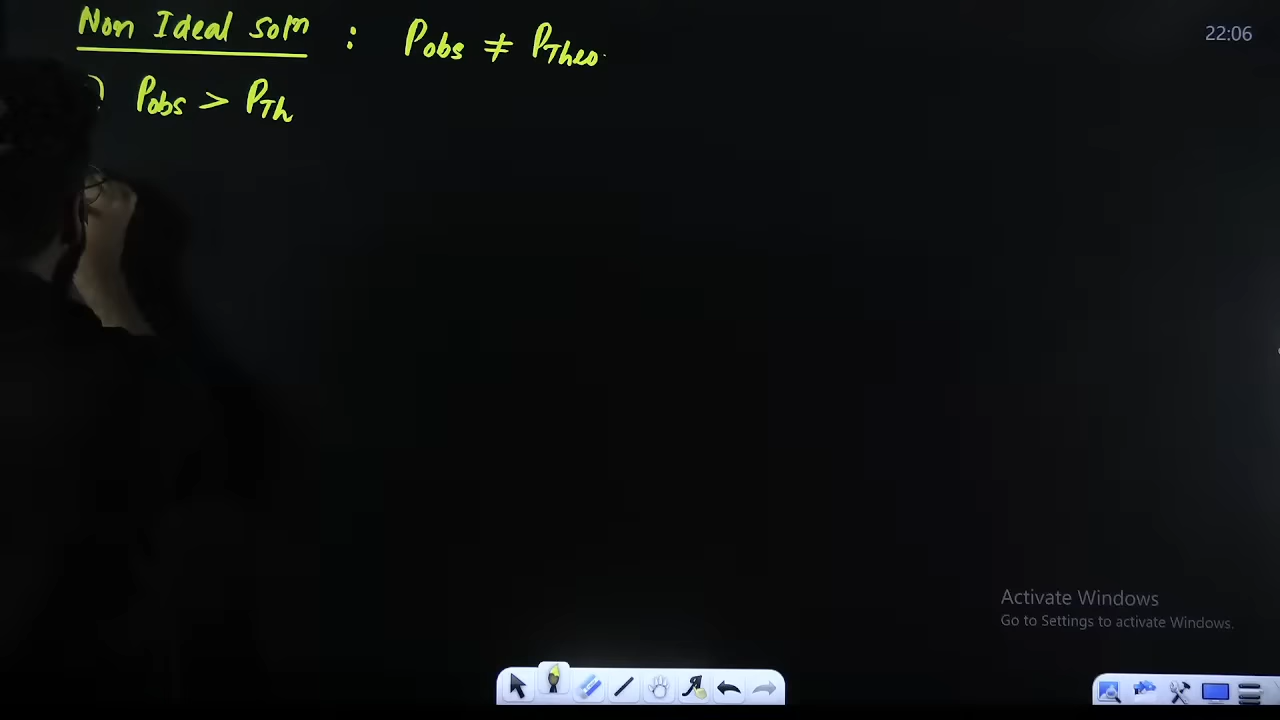 Non Ideal Soln : Pobs ≠ PTheo.
22:06
) Pobs > PTh
Activate Windows
Go to Settings to activate Windows.